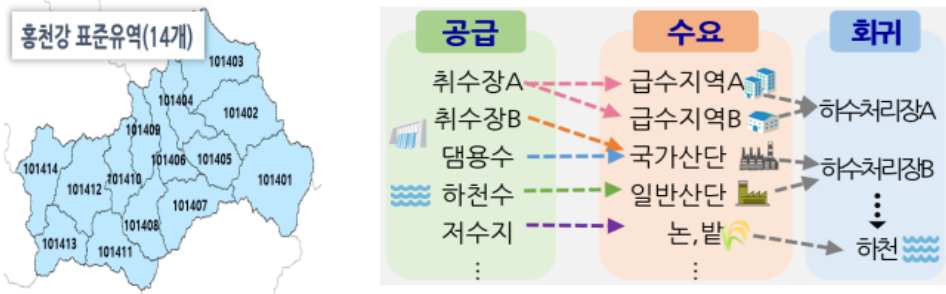 홍천강 표준유역(14개)
101403
101404
101402
101409
101414
101406
101405
101412
101410
101401
101407
101408
101413
101411
공급
취수장A
취수장B
댐용수
하천수
저수지
⋮
수요
급수지역A
급수지역B
국가산단
일반산단
논,밭
⋮
회귀
하수처리장A
하수처리장B
하천